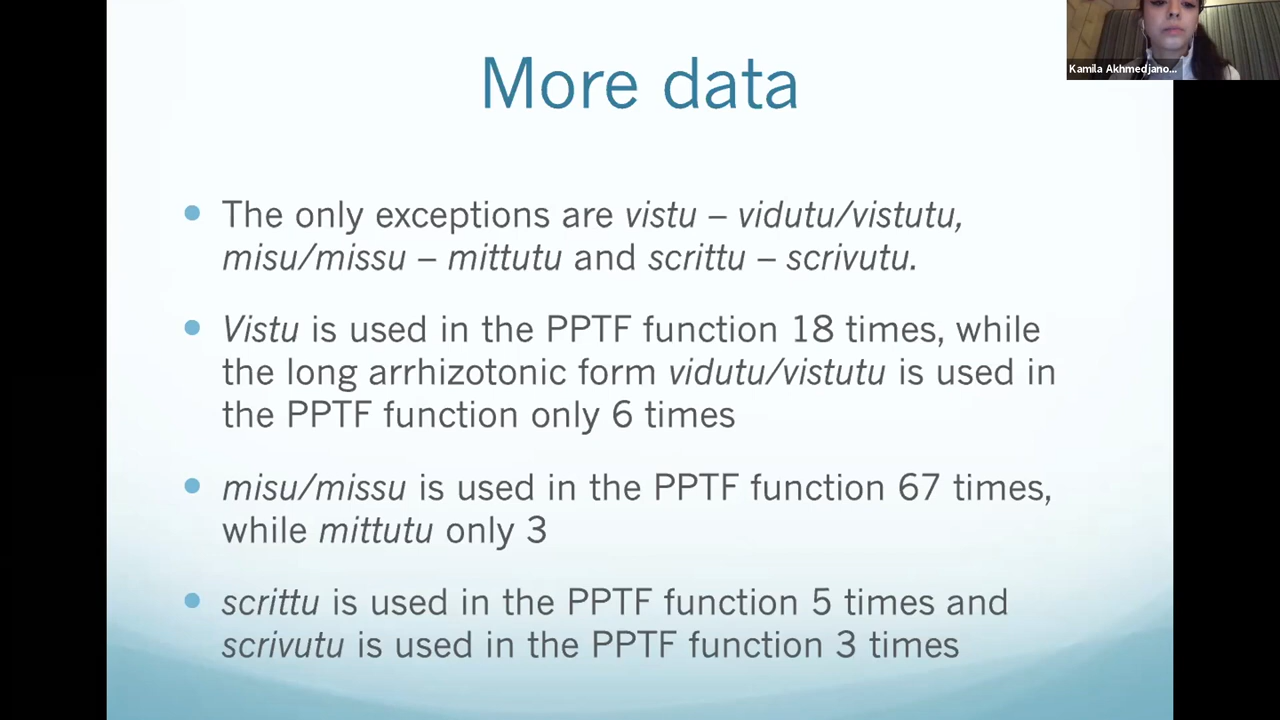 More data
Kamila Akhmedjano...
• The only exceptions are vistu – vidutu/vistutu,
misu/missu – mittutu and scrittu – scrivutu.
• Vistu is used in the PPTF function 18 times, while
the long arrhizotonic form vidutu/vistutu is used in
the PPTF function only 6 times
• misu/missu is used in the PPTF function 67 times,
while mittutu only 3
• scrittu is used in the PPTF function 5 times and
scrivutu is used in the PPTF function 3 times